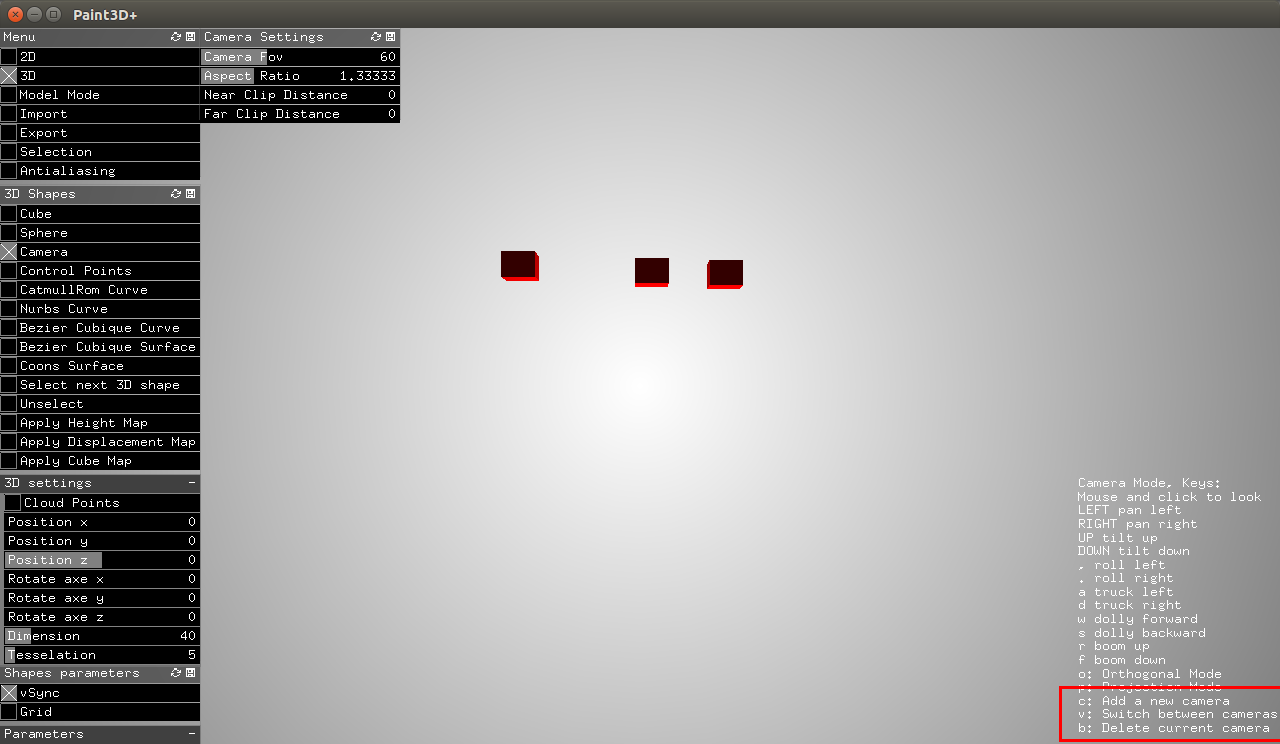 Paint3D+
Menu
2D
3D
Model Mode
Import
Export
Selection
Antialiasing
Camera Settings
Camera Fov 60
Aspect Ratio 1.33333
Near Clip Distance 0
Far Clip Distance 0
3D Shapes
Cube
Sphere
Camera
Control Points
CatmullRom Curve
Nurbs Curve
Bezier Cubique Curve
Bezier Cubique Surface
Coons Surface
Select next 3D shape
Unselect
Apply Height Map
Apply Displacement Map
Apply Cube Map
3D settings -
Cloud Points
Position x 0
Position y 0
Position z 0
Rotate axe x 0
Rotate axe y 0
Rotate axe z 0
Dimension 40
Tesselation 5
Shapes parameters
vSync
Grid
Parameters -
Camera Mode, Keys:
Mouse and click to look
LEFT pan left
RIGHT pan right
UP tilt up
DOWN tilt down
, roll left
. roll right
a truck left
d truck right
w dolly forward
s dolly backward
r boom up
f boom down
o: Orthogonal Mode
p: Projection Mode
c: Add a new camera
v: Switch between cameras
b: Delete current camera